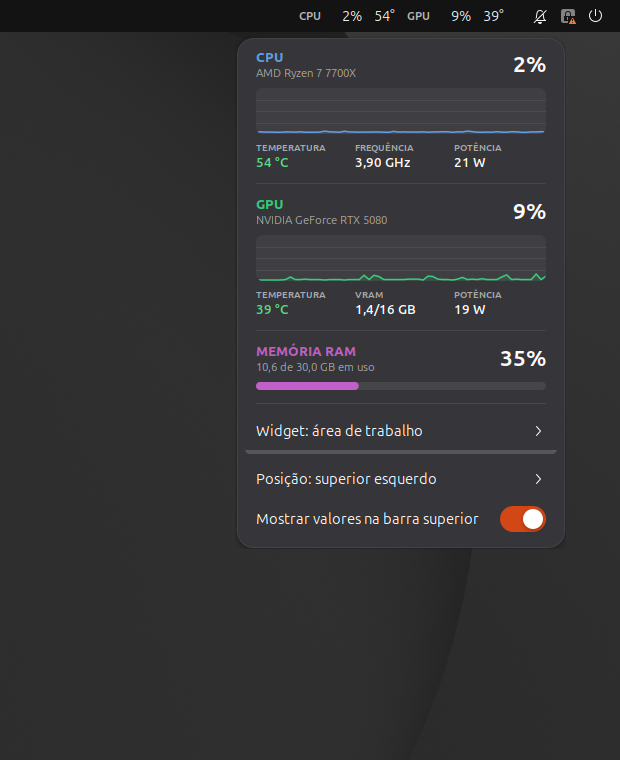 CPU 2% 54° GPU 9% 39°
CPU
AMD Ryzen 7 7700X
2%
TEMPERATURA FREQUÊNCIA POTÊNCIA
54 °C 3,90 GHz 21 W
GPU
NVIDIA GeForce RTX 5080
9%
TEMPERATURA VRAM POTÊNCIA
39 °C 1,4/16 GB 19 W
MEMÓRIA RAM
10,6 de 30,0 GB em uso
35%
Widget: área de trabalho
Posição: superior esquerdo
Mostrar valores na barra superior